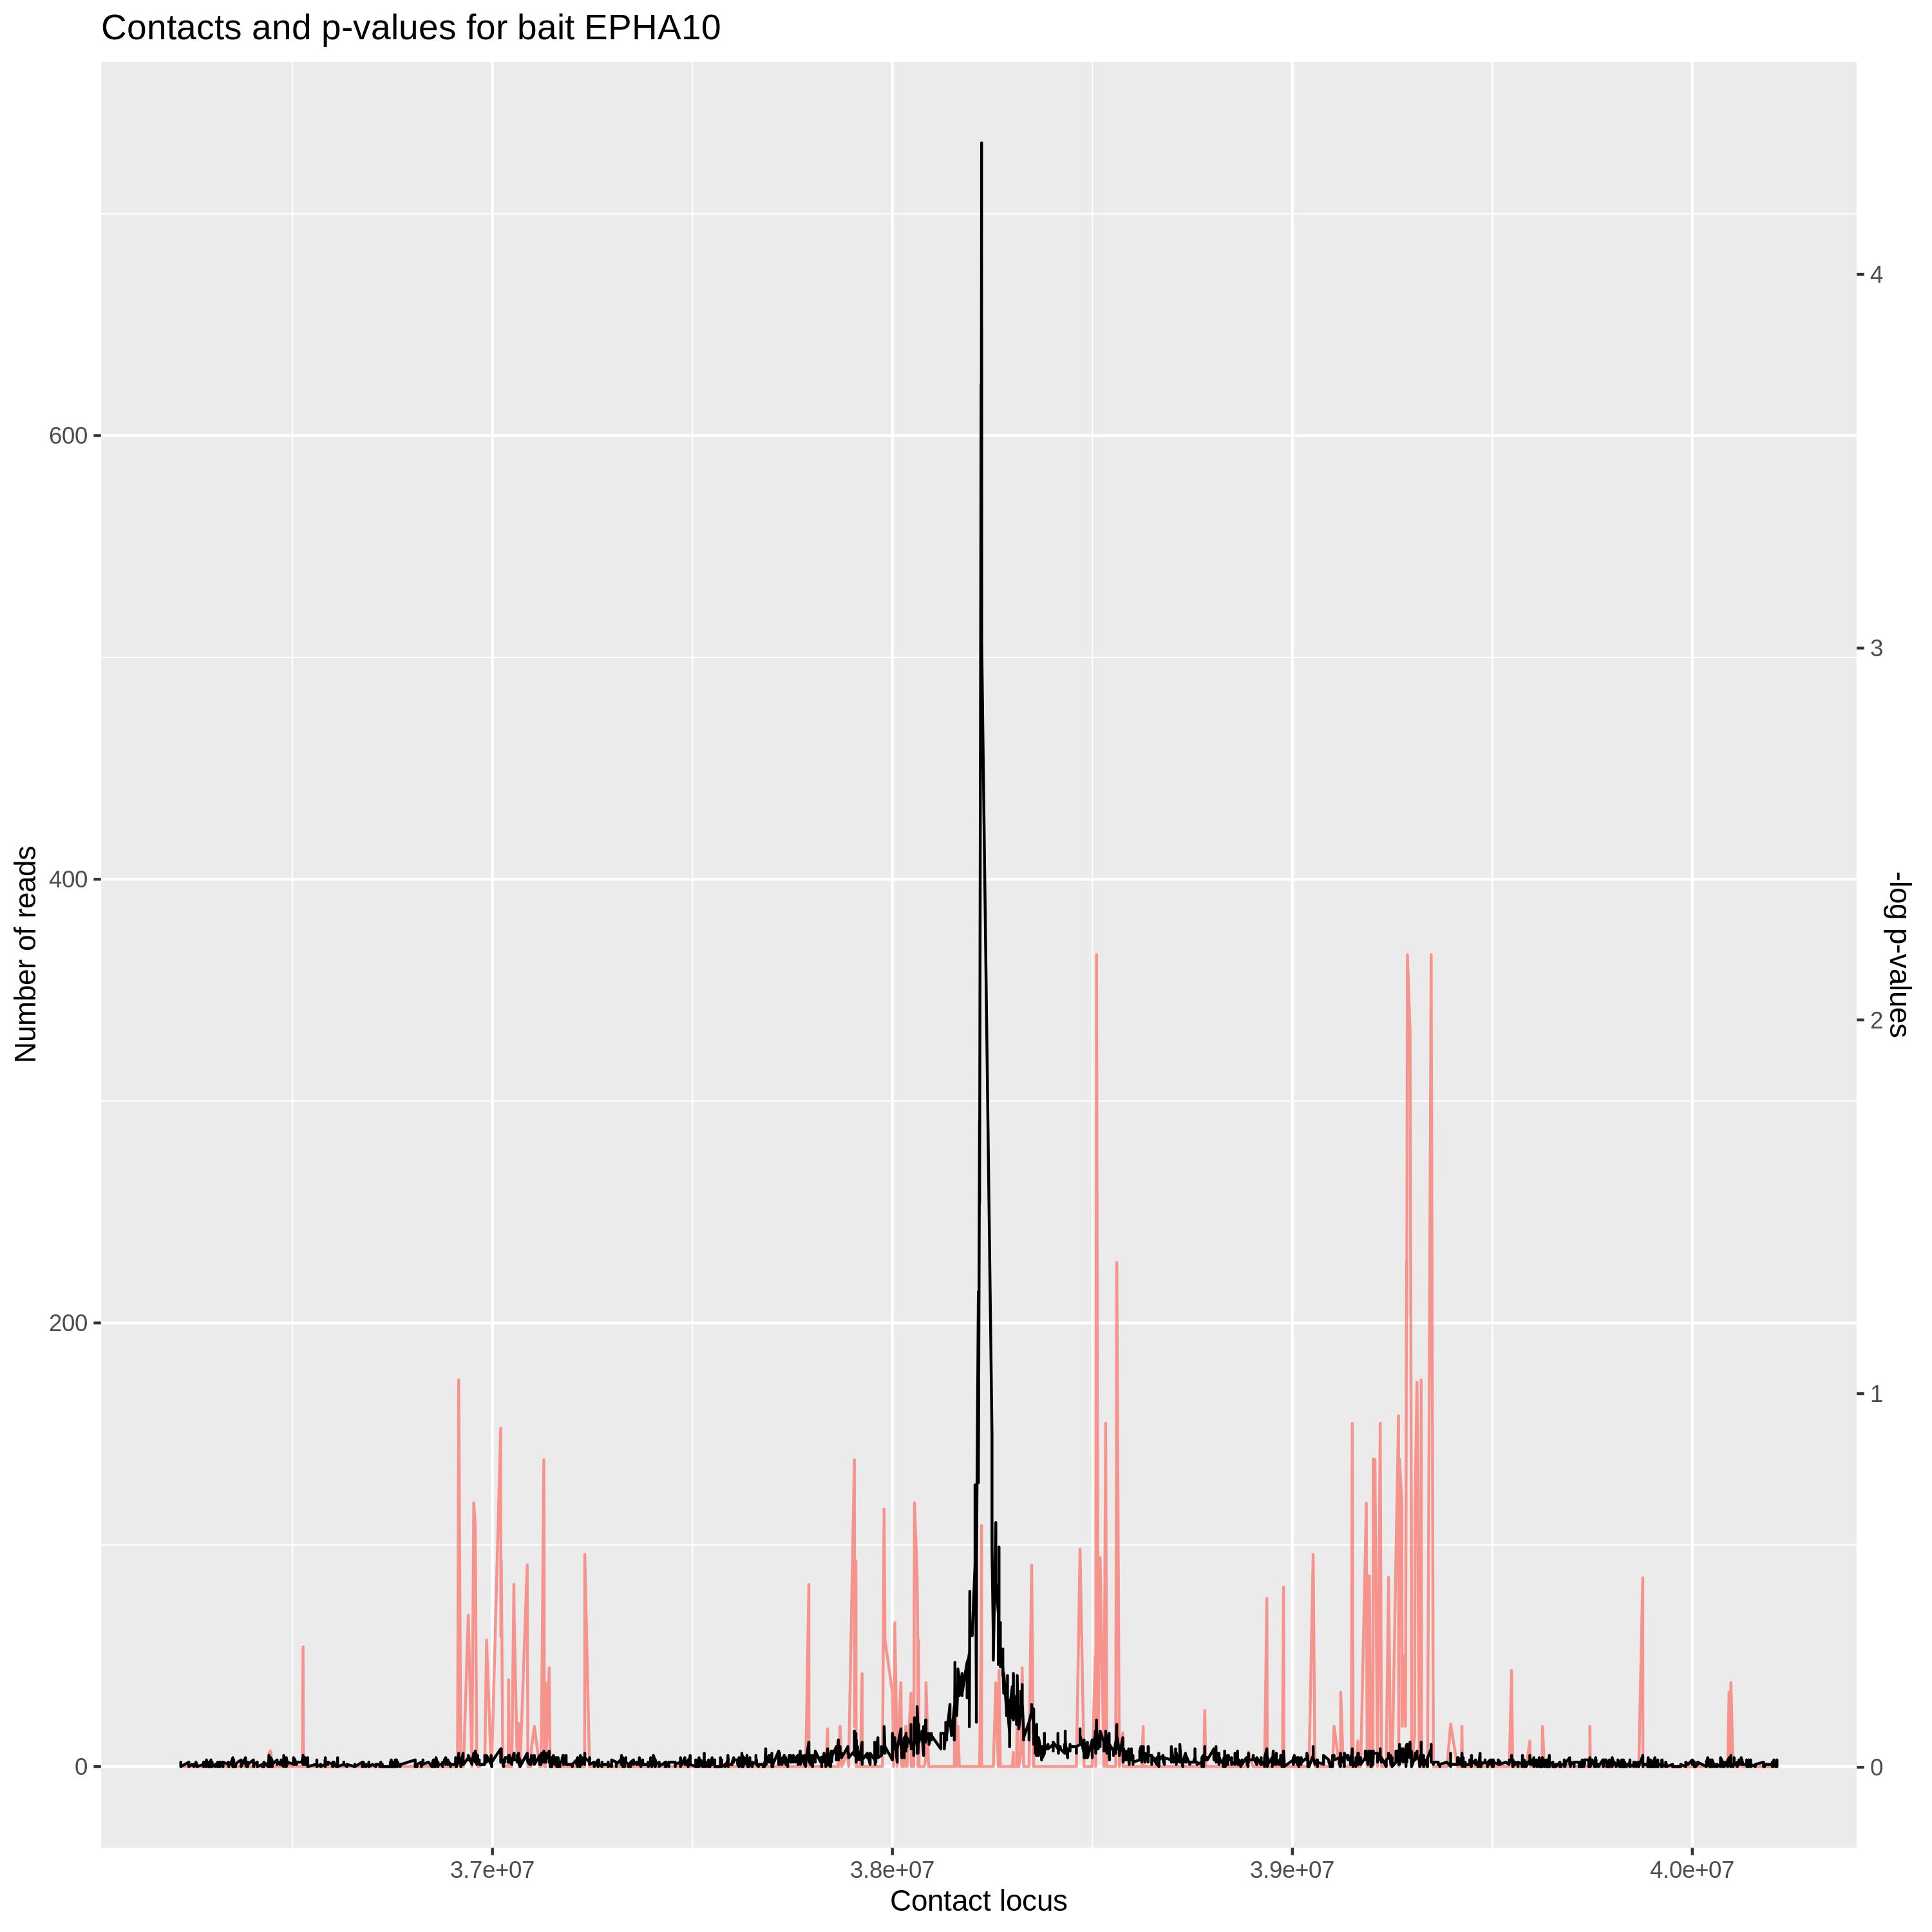 Contacts and p-values for bait EPHA10
Number of reads
600
400
200
0
4
3
2
1
0
-log p-values
3.7e+07
3.8e+07
3.9e+07
4.0e+07
Contact locus